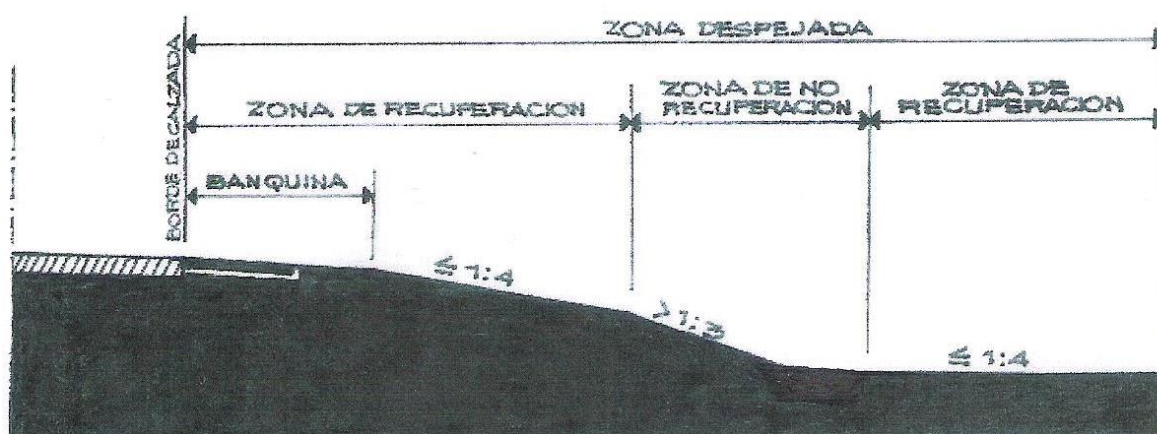 ZONA DESPEJADA
BORDE DE CALZADA
ZONA DE RECUPERACION
ZONA DE NO
RECUPERACION
ZONA DE
RECUPERACION
BANQUINA
≤ 1:4
>1:3
≤ 1:4